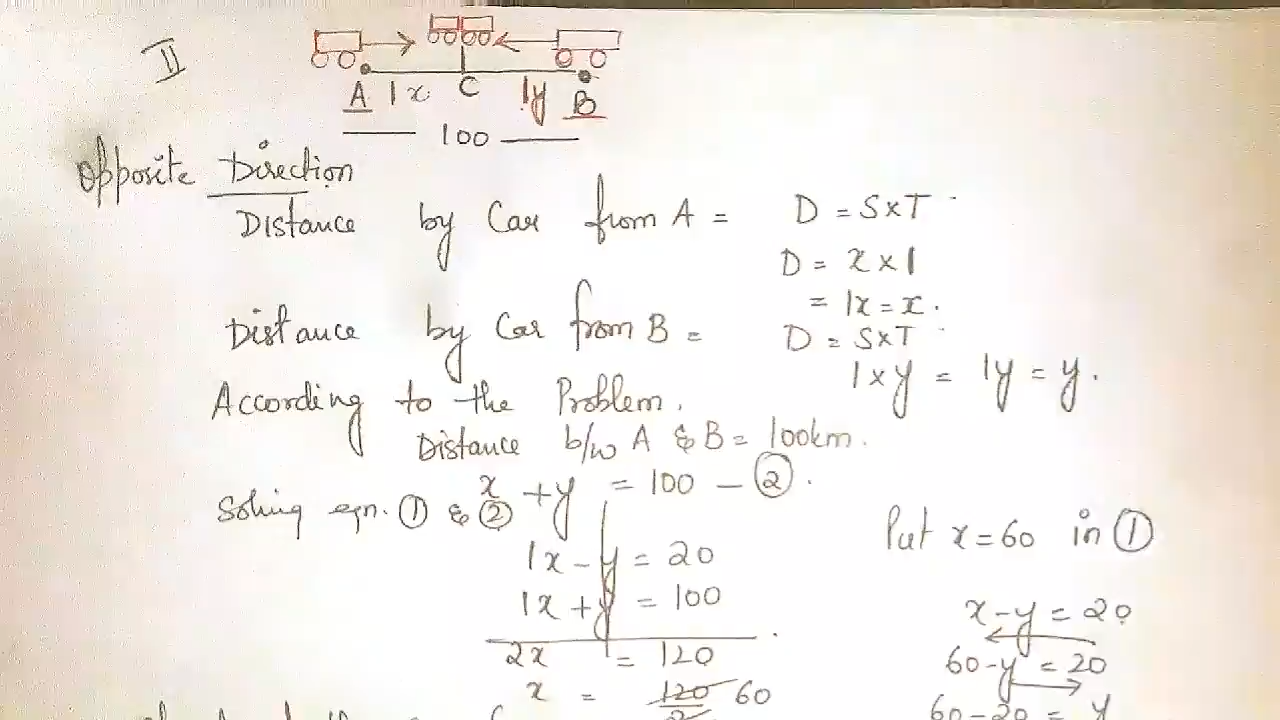 II
A 1x C 1y B
100
Opposite Direction
Distance by Car from A = D = S×T
D = x × 1
= 1x = x.
Distance by Car from B = D = S×T
1×y = 1y = y.
According to the Problem.
Distance b/w A & B = 100km.
x + y = 100 – ②.
Solving eqn. ① & ②
1x – y = 20
1x + y = 100
2x = 120
x = 120 60
2
Put x = 60 in ①
x – y = 20
60 – y = 20
60 – 20 = y